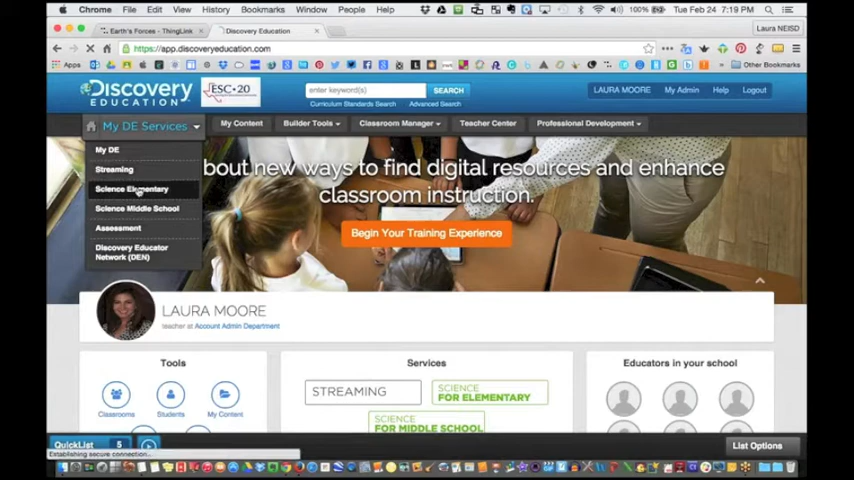 Chrome File Edit View History Bookmarks Window People Help
100% Tue Feb 24 7:19 PM
Earth's Forces - ThingLink
Discovery Education
Laura NEISD
https://app.discoveryeducation.com
Apps
Other Bookmarks
Discovery
EDUCATION
ESC•20
enter keyword(s)
SEARCH
Curriculum Standards Search
Advanced Search
LAURA MOORE
My Admin
Help
Logout
My DE Services
My Content
Builder Tools
Classroom Manager
Teacher Center
Professional Development
My DE
Streaming
Science Elementary
Science Middle School
Assessment
Discovery Educator
Network (DEN)
bout new ways to find digital resources and enhance
classroom instruction.
Begin Your Training Experience
LAURA MOORE
teacher at Account Admin Department
Tools
Classrooms
Students
My Content
Services
STREAMING
SCIENCE
FOR ELEMENTARY
SCIENCE
FOR MIDDLE SCHOOL
Educators in your school
QuickList
5
List Options
Establishing secure connection...